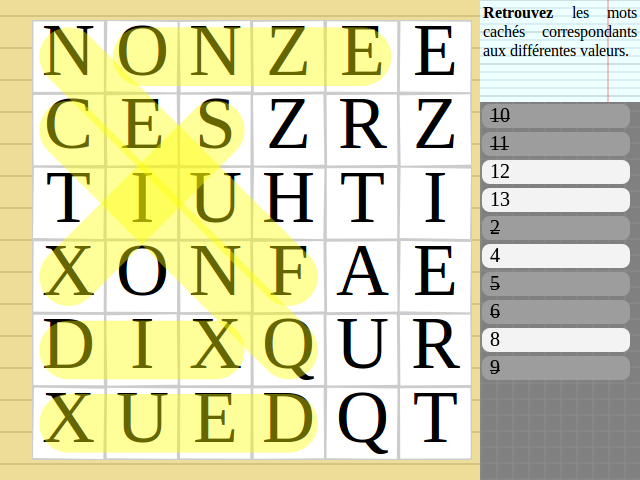 N O N Z E E
C E S Z R Z
T I U H T I
X O N F A E
D I X Q U R
X U E D Q T
Retrouvez les mots
cachés correspondants
aux différentes valeurs.
10
11
12
13
2
4
5
6
8
9